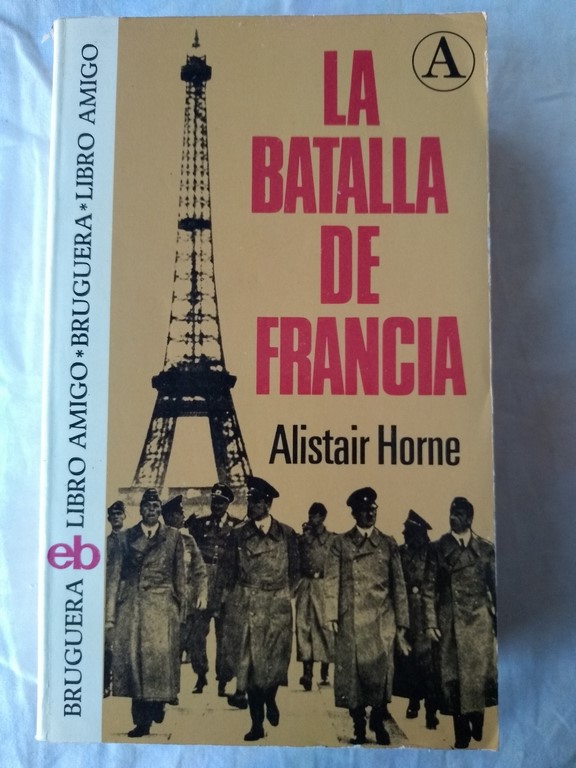 A
LA
BATALLA
DE
FRANCIA
Alistair Horne
BRUGUERA eb LIBRO AMIGO*BRUGUERA*LIBRO AMIGO